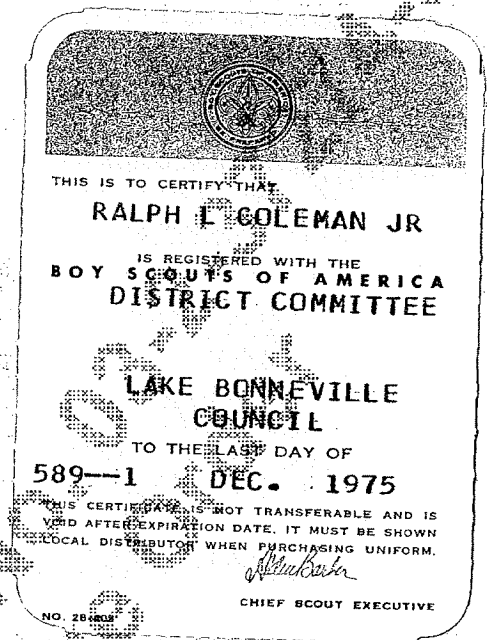 THIS IS TO CERTIFY THAT
RALPH L COLEMAN JR
IS REGISTERED WITH THE
BOY SCOUTS OF AMERICA
DISTRICT COMMITTEE
LAKE BONNEVILLE
COUNCIL
TO THE LAST DAY OF
589--1 DEC. 1975
THIS CERTIFICATE IS NOT TRANSFERABLE AND IS
VOID AFTER EXPIRATION DATE. IT MUST BE SHOWN
LOCAL DISTRIBUTOR WHEN PURCHASING UNIFORM.
CHIEF SCOUT EXECUTIVE
NO.